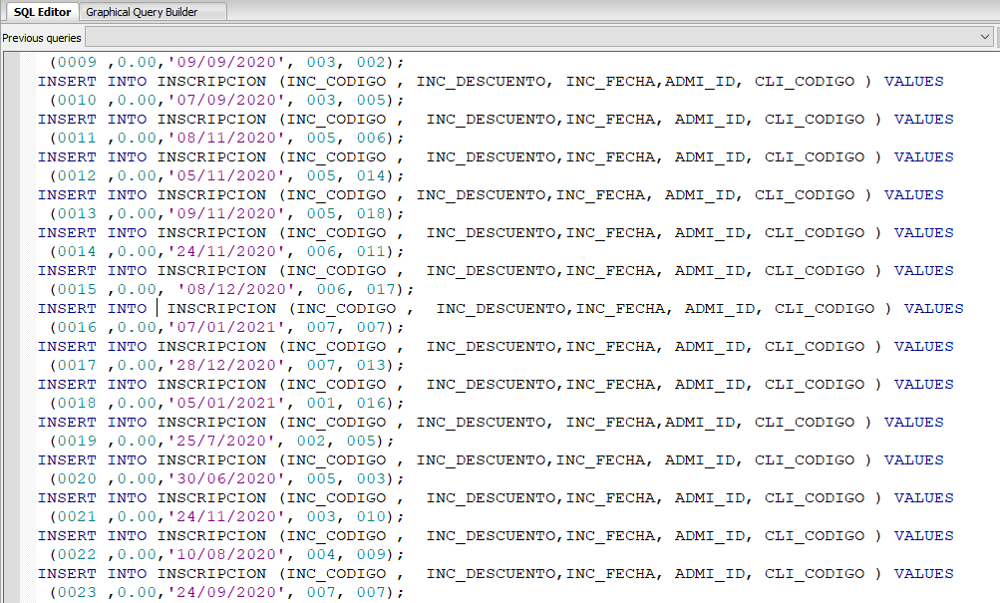 SQL Editor Graphical Query Builder
Previous queries
(0009 ,0.00,'09/09/2020', 003, 002);
INSERT INTO INSCRIPCION (INC_CODIGO , INC_DESCUENTO, INC_FECHA,ADMI_ID, CLI_CODIGO ) VALUES
(0010 ,0.00,'07/09/2020', 003, 005);
INSERT INTO INSCRIPCION (INC_CODIGO ,  INC_DESCUENTO,INC_FECHA, ADMI_ID, CLI_CODIGO ) VALUES
(0011 ,0.00,'08/11/2020', 005, 006);
INSERT INTO INSCRIPCION (INC_CODIGO ,  INC_DESCUENTO,INC_FECHA, ADMI_ID, CLI_CODIGO ) VALUES
(0012 ,0.00,'05/11/2020', 005, 014);
INSERT INTO INSCRIPCION (INC_CODIGO , INC_DESCUENTO,INC_FECHA, ADMI_ID, CLI_CODIGO ) VALUES
(0013 ,0.00,'09/11/2020', 005, 018);
INSERT INTO INSCRIPCION (INC_CODIGO ,  INC_DESCUENTO,INC_FECHA, ADMI_ID, CLI_CODIGO ) VALUES
(0014 ,0.00,'24/11/2020', 006, 011);
INSERT INTO INSCRIPCION (INC_CODIGO ,  INC_DESCUENTO,INC_FECHA, ADMI_ID, CLI_CODIGO ) VALUES
(0015 ,0.00, '08/12/2020', 006, 017);
INSERT INTO  INSCRIPCION (INC_CODIGO ,  INC_DESCUENTO,INC_FECHA, ADMI_ID, CLI_CODIGO ) VALUES
(0016 ,0.00,'07/01/2021', 007, 007);
INSERT INTO INSCRIPCION (INC_CODIGO ,  INC_DESCUENTO,INC_FECHA, ADMI_ID, CLI_CODIGO ) VALUES
(0017 ,0.00,'28/12/2020', 007, 013);
INSERT INTO INSCRIPCION (INC_CODIGO ,  INC_DESCUENTO,INC_FECHA, ADMI_ID, CLI_CODIGO ) VALUES
(0018 ,0.00,'05/01/2021', 001, 016);
INSERT INTO INSCRIPCION (INC_CODIGO , INC_DESCUENTO, INC_FECHA,ADMI_ID, CLI_CODIGO ) VALUES
(0019 ,0.00,'25/7/2020', 002, 005);
INSERT INTO INSCRIPCION (INC_CODIGO , INC_DESCUENTO,INC_FECHA, ADMI_ID, CLI_CODIGO ) VALUES
(0020 ,0.00,'30/06/2020', 005, 003);
INSERT INTO INSCRIPCION (INC_CODIGO ,  INC_DESCUENTO,INC_FECHA, ADMI_ID, CLI_CODIGO ) VALUES
(0021 ,0.00,'24/11/2020', 003, 010);
INSERT INTO INSCRIPCION (INC_CODIGO ,  INC_DESCUENTO,INC_FECHA, ADMI_ID, CLI_CODIGO ) VALUES
(0022 ,0.00,'10/08/2020', 004, 009);
INSERT INTO INSCRIPCION (INC_CODIGO ,  INC_DESCUENTO,INC_FECHA, ADMI_ID, CLI_CODIGO ) VALUES
(0023 ,0.00,'24/09/2020', 007, 007);